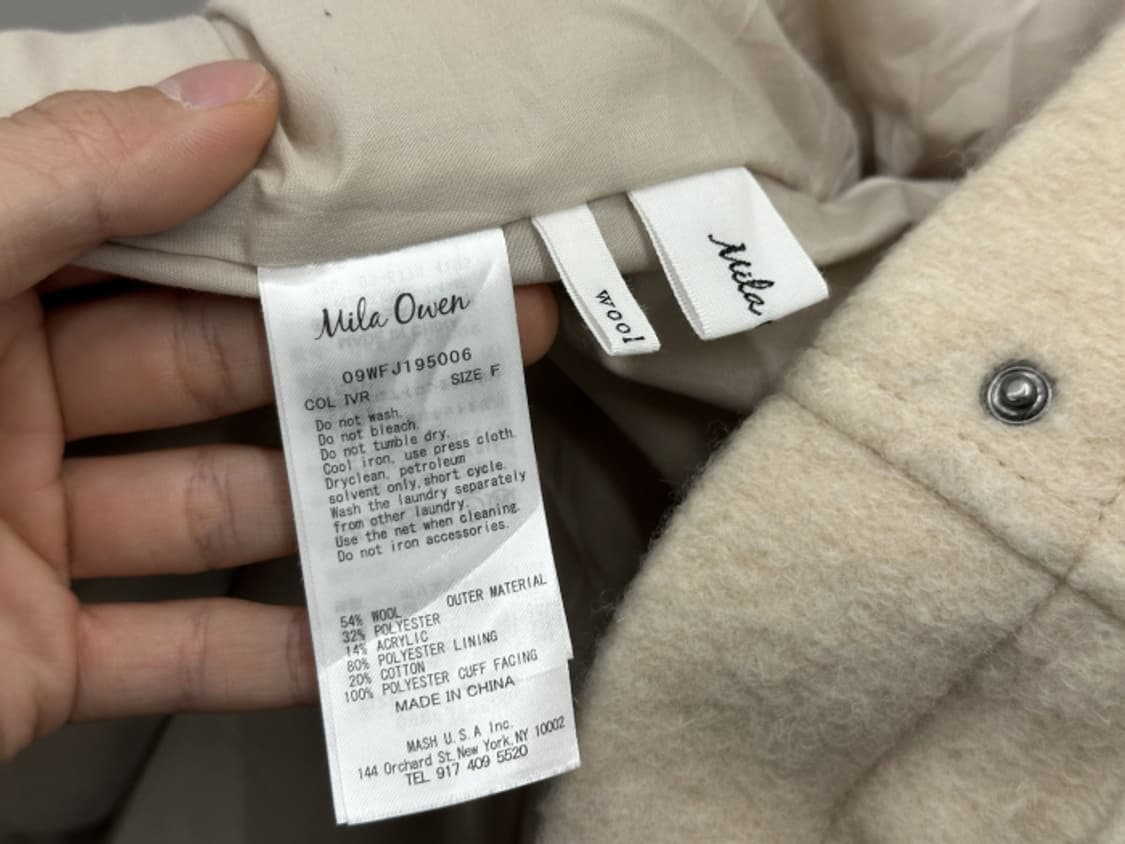 Mila Owen
09WFJ195006
COL IVR SIZE F
Do not wash.
Do not bleach.
Do not tumble dry.
Cool iron, use press cloth.
Dryclean, petroleum
solvent only, short cycle.
Wash the laundry separately
from other laundry.
Use the net when cleaning.
Do not iron accessories.
OUTER MATERIAL
54% WOOL
32% POLYESTER
14% ACRYLIC
80% POLYESTER LINING
20% COTTON
100% POLYESTER CUFF FACING
MADE IN CHINA
MASH U.S.A Inc.
144 Orchard St, New York, NY 10002
TEL 917 409 5520
wool
Mila